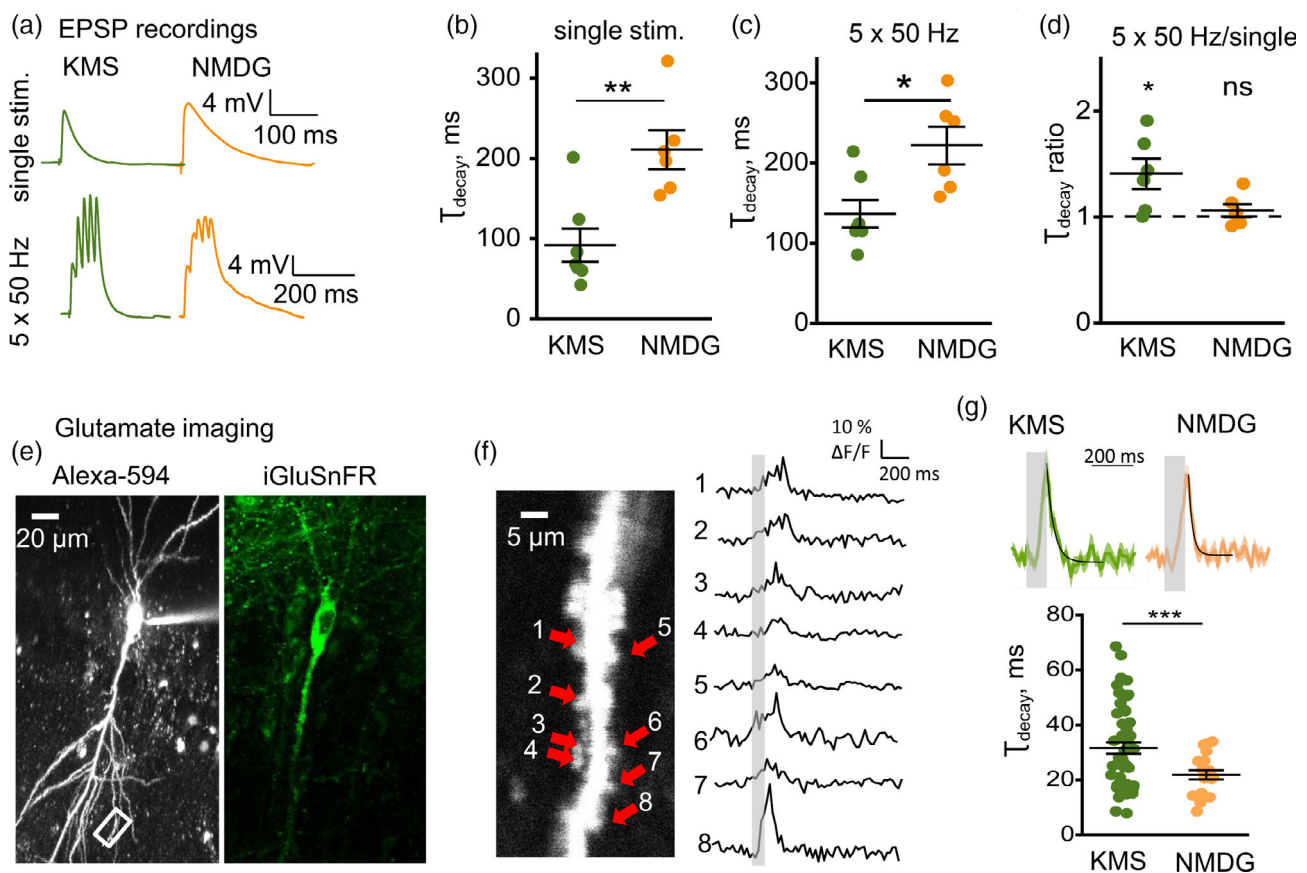 (a) EPSP recordings
KMS NMDG
single stim.
4 mV
100 ms
5 x 50 Hz
4 mV
200 ms
(b) single stim.
**
τdecay, ms
300
200
100
0
KMS NMDG
(c) 5 x 50 Hz
*
τdecay, ms
300
200
100
0
KMS NMDG
(d) 5 x 50 Hz/single
* ns
τdecay ratio
2
1
0
KMS NMDG
Glutamate imaging
(e) Alexa-594 iGluSnFR
20 µm
(f)
5 µm
1
2
3
4
5
6
7
8
10 %
ΔF/F
200 ms
1
2
3
4
5
6
7
8
(g)
KMS NMDG
200 ms
***
τdecay, ms
80
60
40
20
0
KMS NMDG